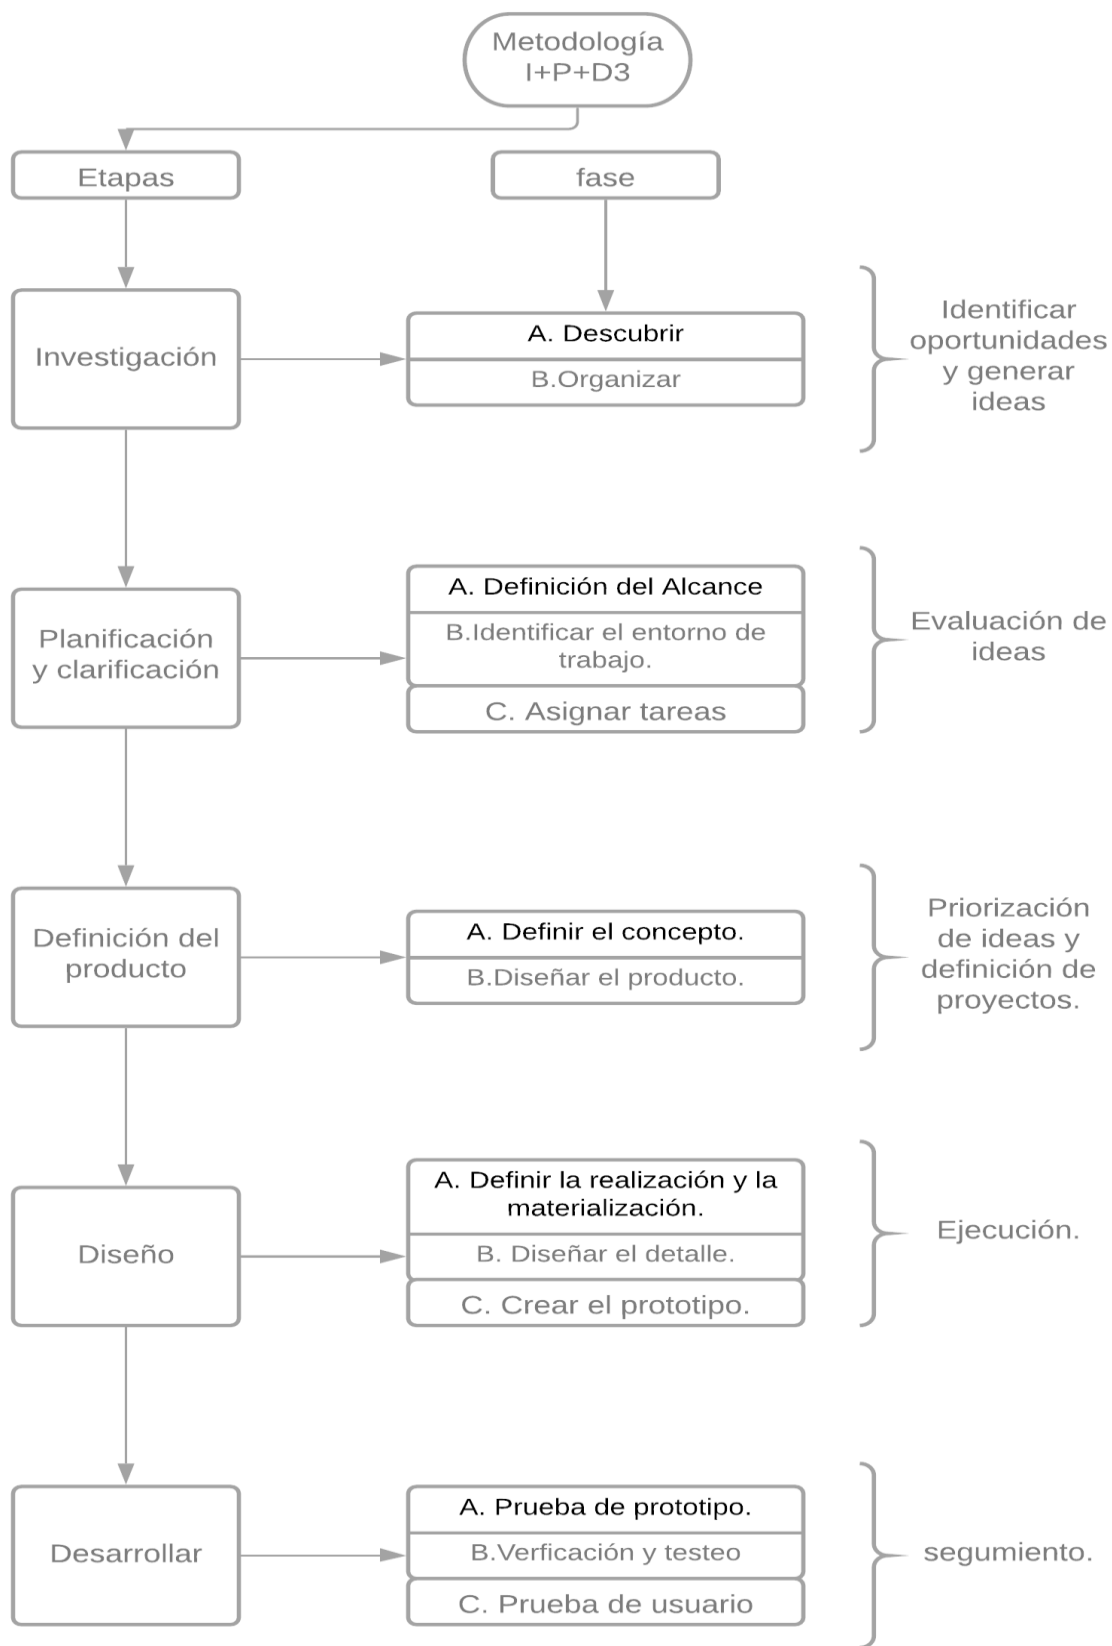 Metodología
I+P+D3
Etapas
fase
Investigación
A. Descubrir
B.Organizar
Identificar
oportunidades
y generar
ideas
Planificación
y clarificación
A. Definición del Alcance
B.Identificar el entorno de
trabajo.
C. Asignar tareas
Evaluación de
ideas
Definición del
producto
A. Definir el concepto.
B.Diseñar el producto.
Priorización
de ideas y
definición de
proyectos.
Diseño
A. Definir la realización y la
materialización.
B. Diseñar el detalle.
C. Crear el prototipo.
Ejecución.
Desarrollar
A. Prueba de prototipo.
B.Verficación y testeo
C. Prueba de usuario
segumiento.